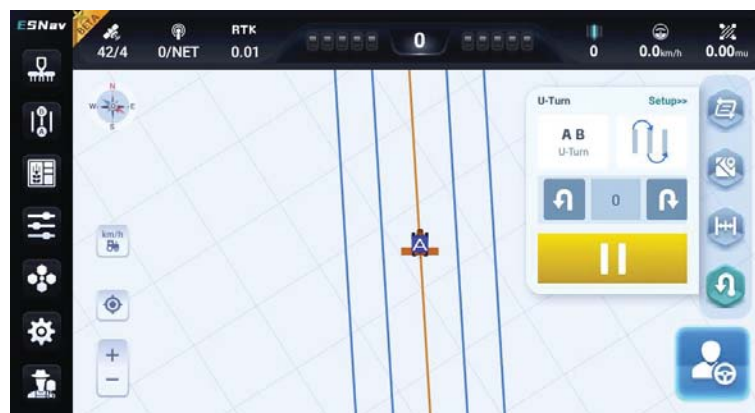 ESNav
BETA
42/4
0/NET
RTK
0.01
0
0
0.0km/h
0.00mu
N
W
E
S
km/h
A
U-Turn
Setup>>
A B
U-Turn
0
B
A